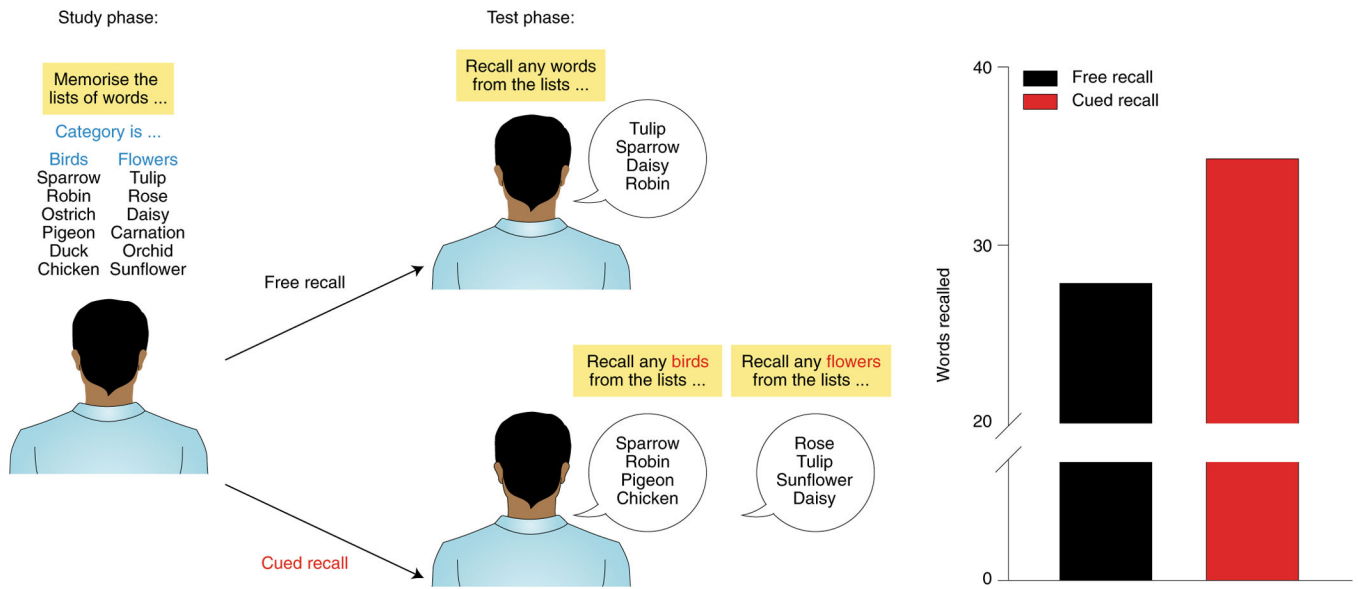 Study phase:
Memorise the
lists of words ...
Category is ...
Birds Flowers
Sparrow Tulip
Robin Rose
Ostrich Daisy
Pigeon Carnation
Duck Orchid
Chicken Sunflower
Free recall
Cued recall
Test phase:
Recall any words
from the lists ...
Tulip
Sparrow
Daisy
Robin
Recall any birds
from the lists ...
Sparrow
Robin
Pigeon
Chicken
Recall any flowers
from the lists ...
Rose
Tulip
Sunflower
Daisy
Words recalled
40
30
20
0
Free recall
Cued recall